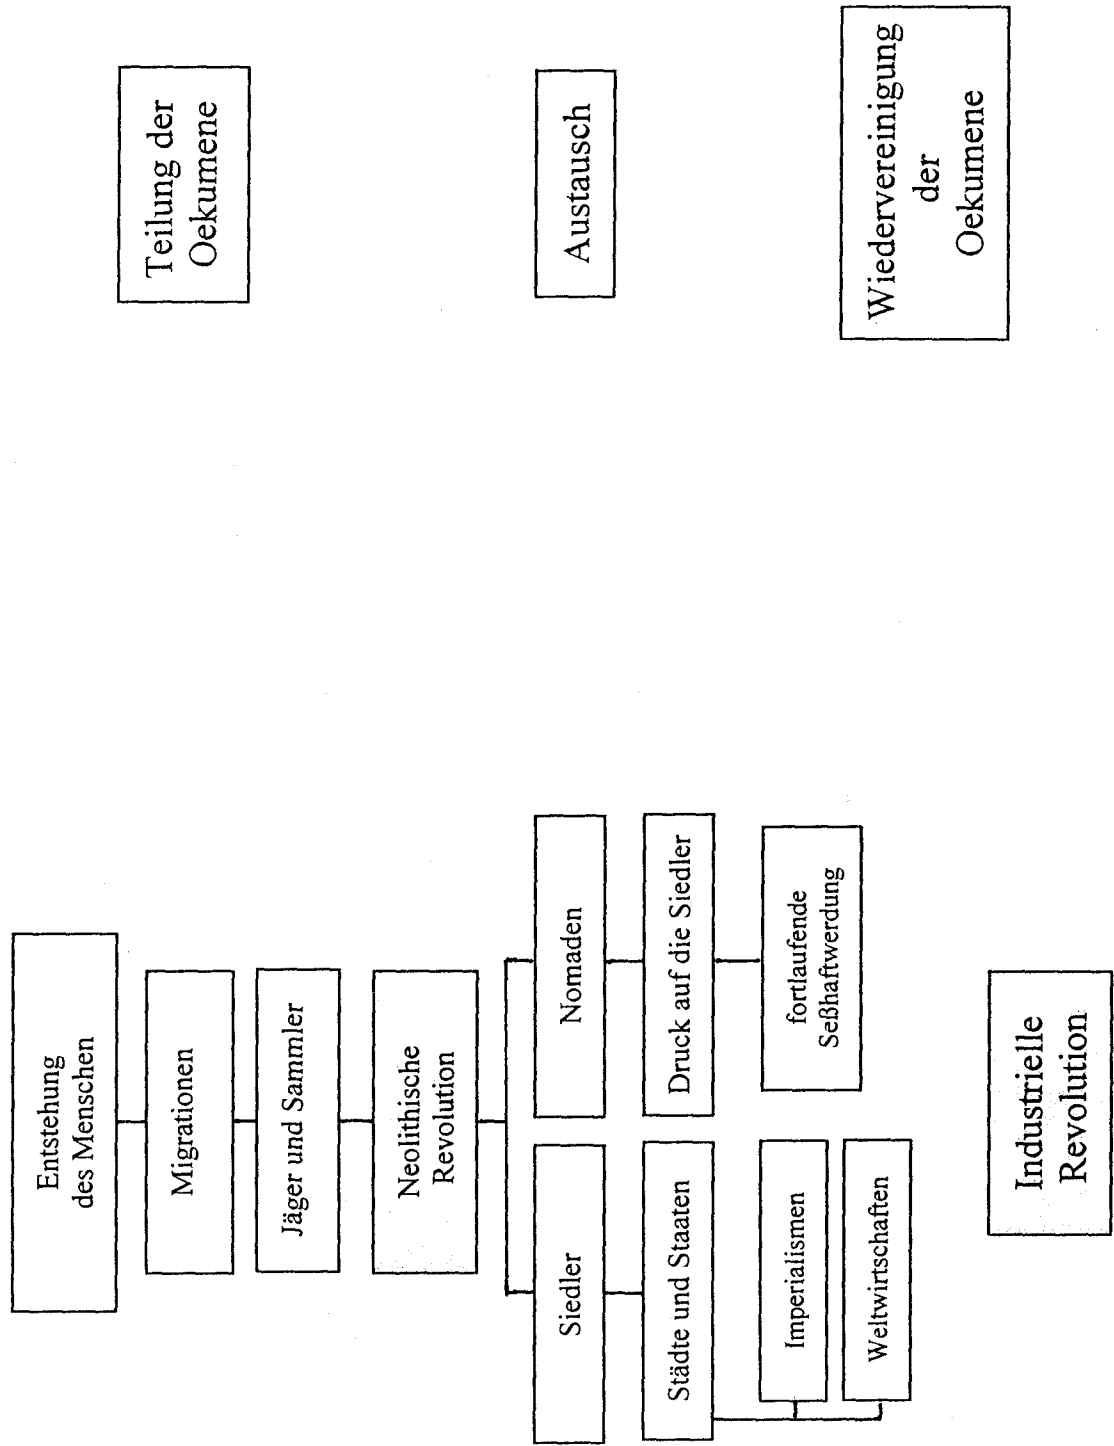 Entstehung
des Menschen
Teilung der
Oekumene
Migrationen
Jäger und Sammler
Neolithische
Revolution
Siedler
Nomaden
Austausch
Städte und Staaten
Druck auf die Siedler
Imperialismen
Weltwirtschaften
fortlaufende
Seßhaftwerdung
Wiedervereinigung
der
Oekumene
Industrielle
Revolution